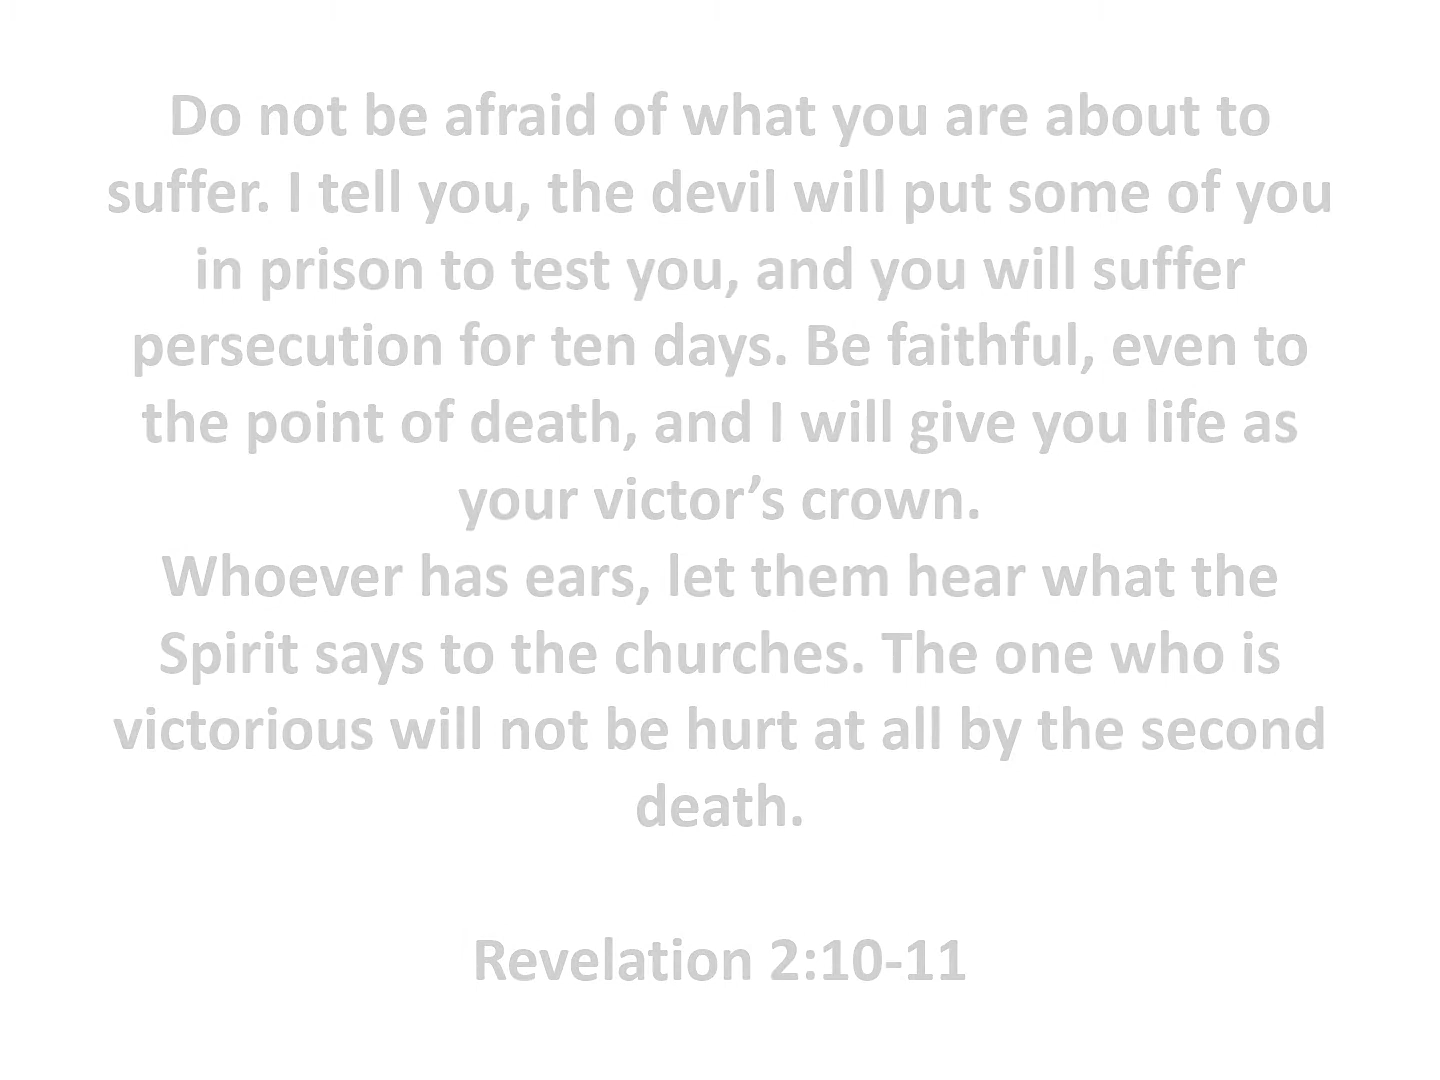 Do not be afraid of what you are about to
suffer. I tell you, the devil will put some of you
in prison to test you, and you will suffer
persecution for ten days. Be faithful, even to
the point of death, and I will give you life as
your victor’s crown.
Whoever has ears, let them hear what the
Spirit says to the churches. The one who is
victorious will not be hurt at all by the second
death.
Revelation 2:10-11